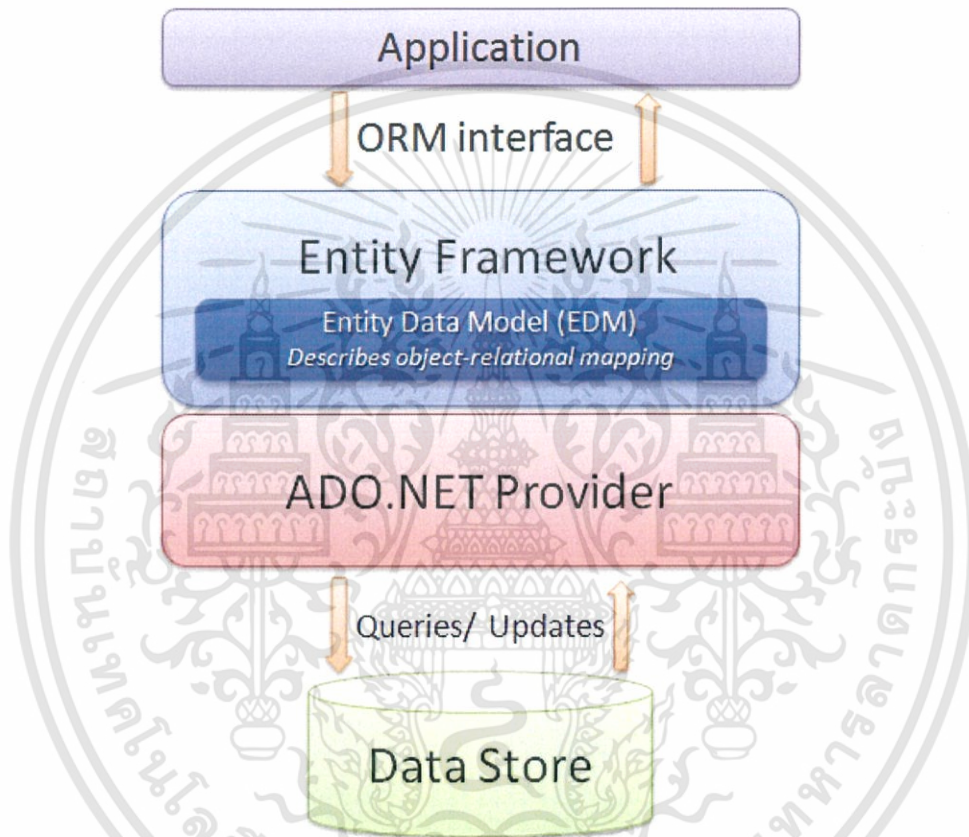 Application
ORM interface
Entity Framework
Entity Data Model (EDM)
Describes object-relational mapping
ADO.NET Provider
Queries/ Updates
Data Store